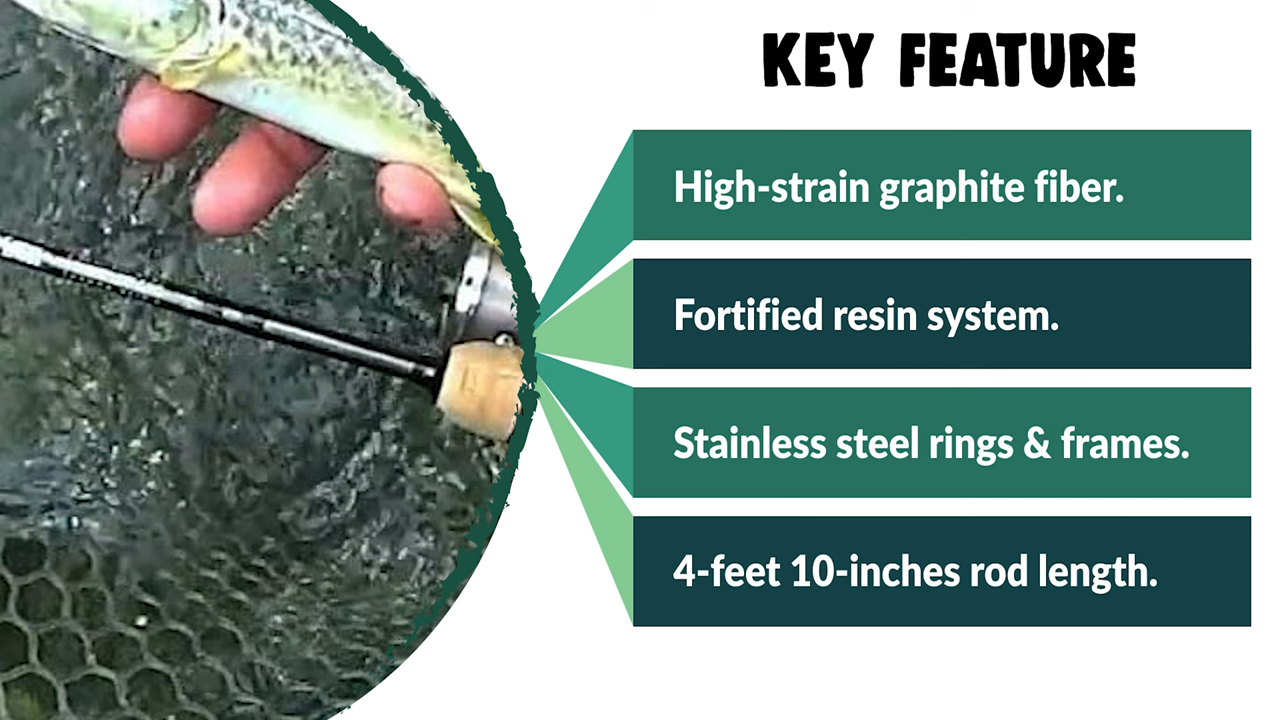 KEY FEATURE
High-strain graphite fiber.
Fortified resin system.
Stainless steel rings & frames.
4-feet 10-inches rod length.